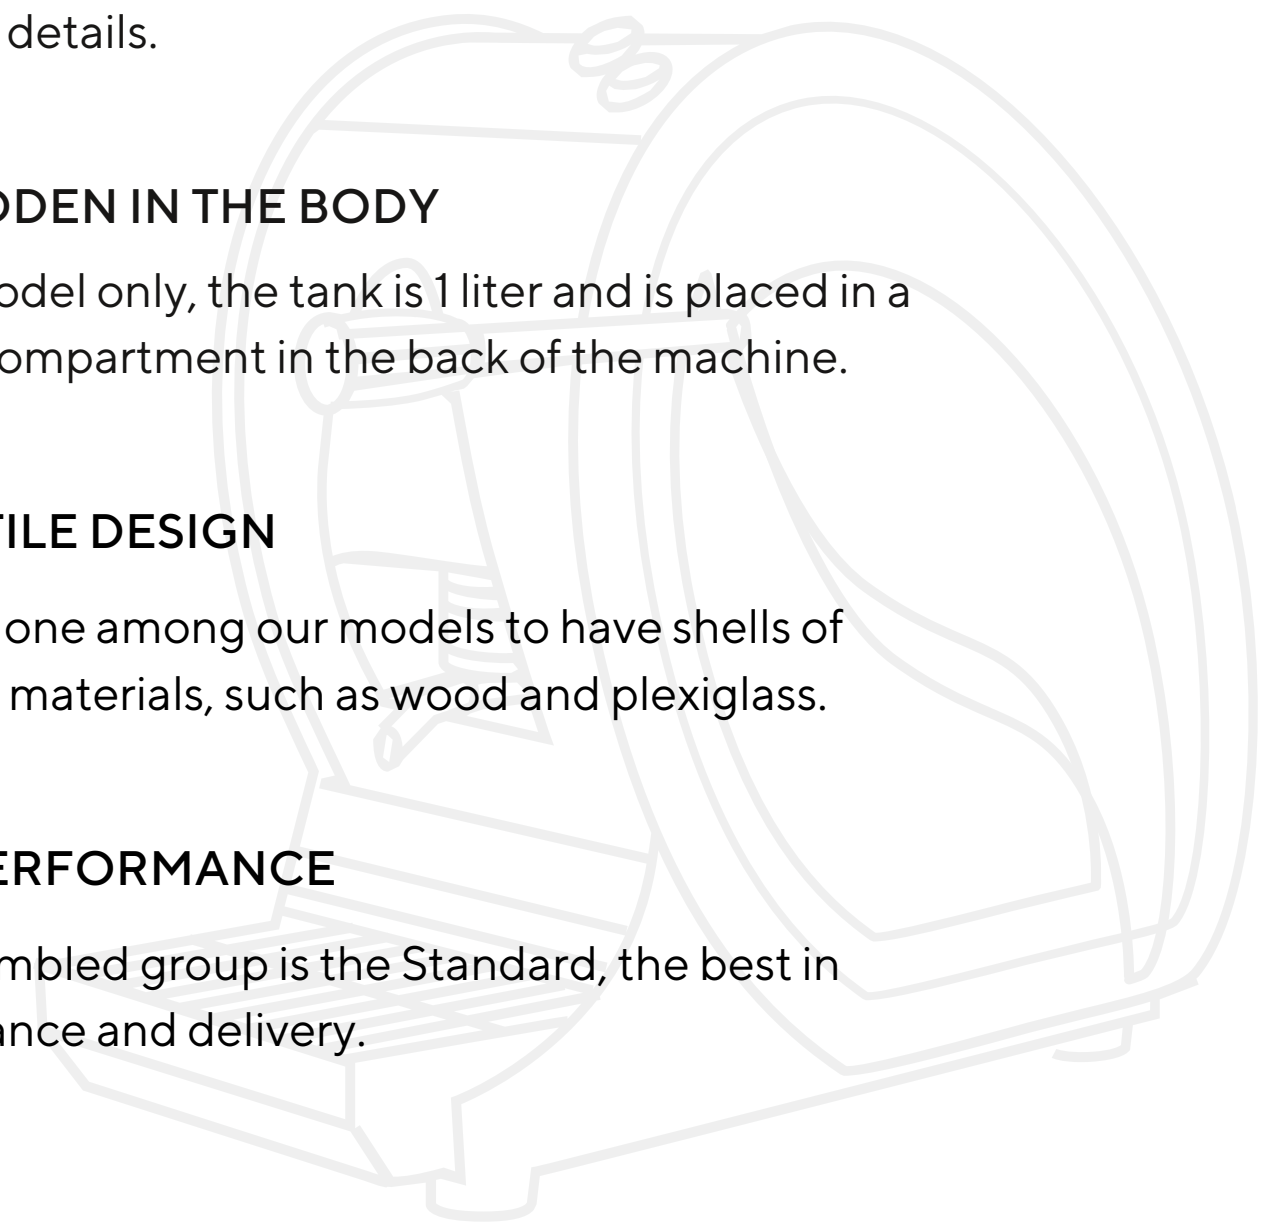 details.
DDEN IN THE BODY
odel only, the tank is 1 liter and is placed in a
ompartment in the back of the machine.
TILE DESIGN
one among our models to have shells of
materials, such as wood and plexiglass.
ERFORMANCE
mbled group is the Standard, the best in
ance and delivery.